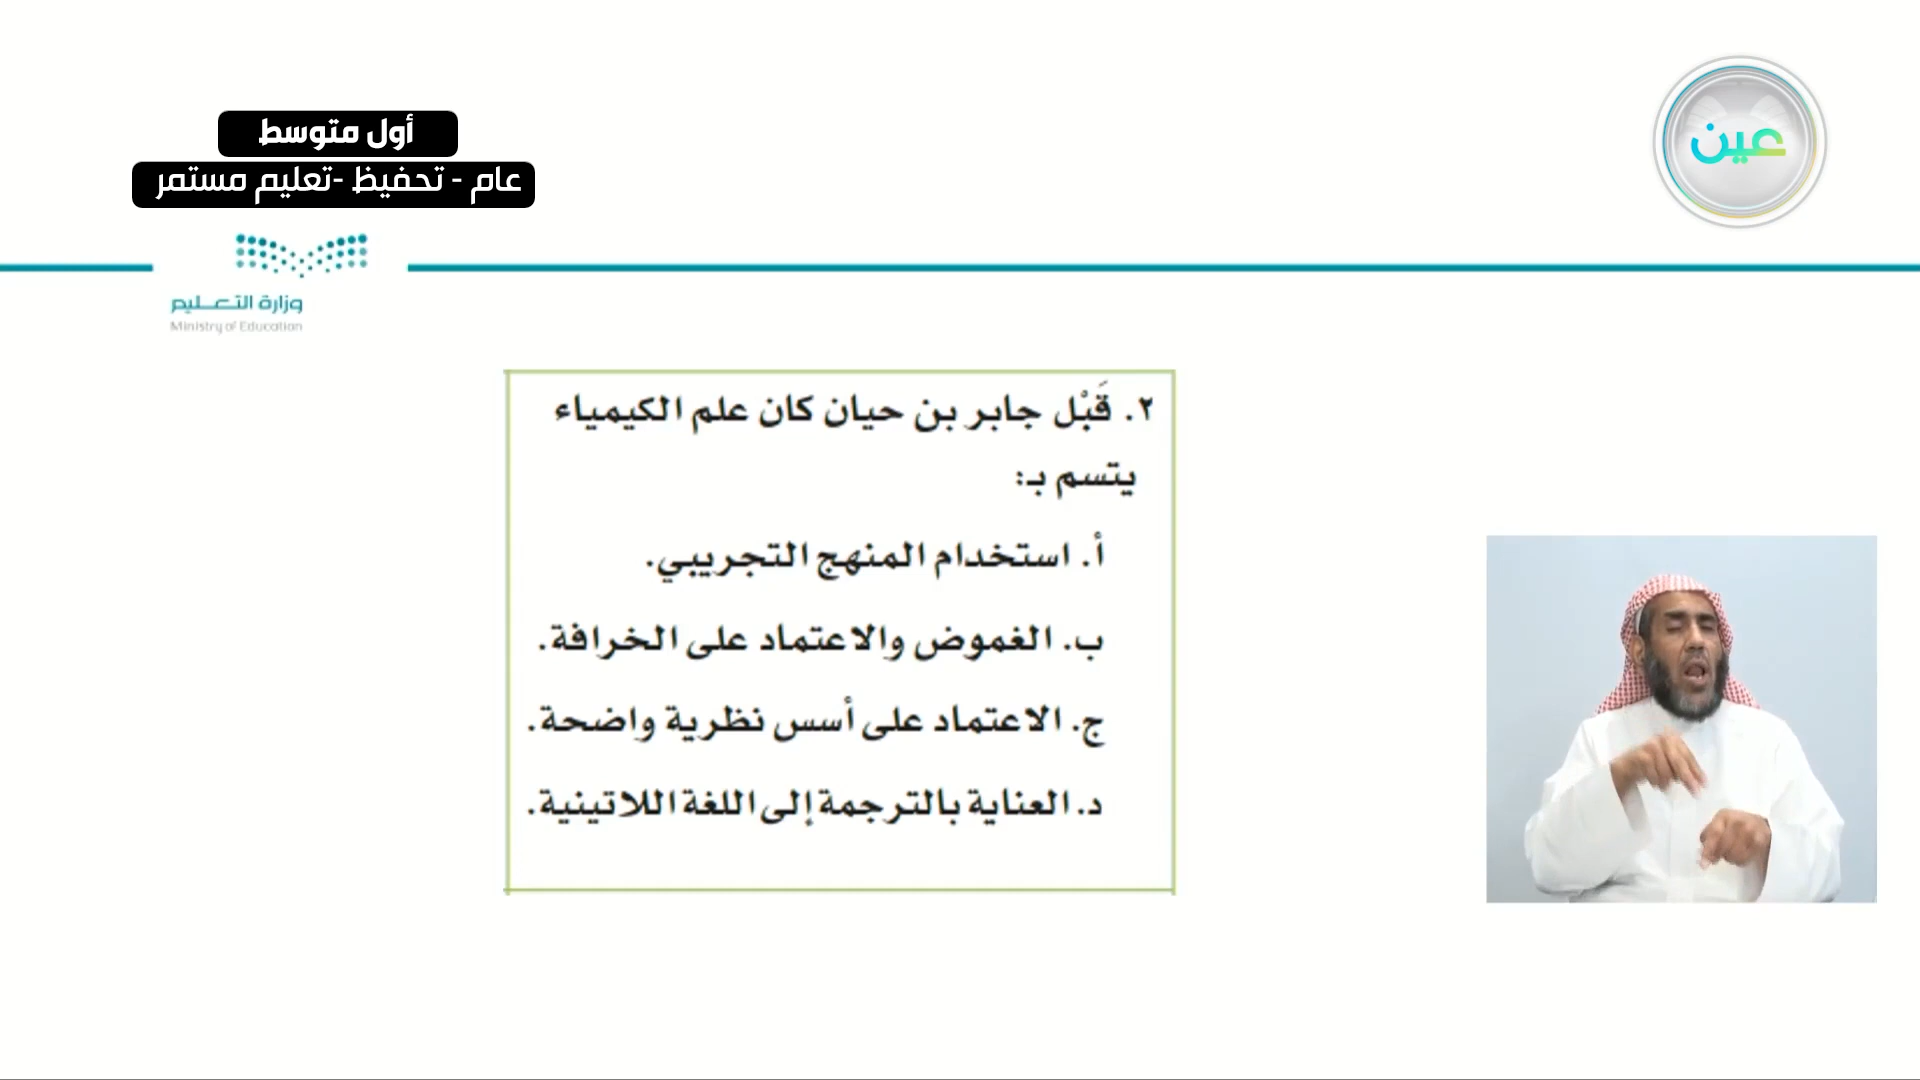 أول متوسط
عام - تحفيظ -تعليم مستمر
عين
وزارة التعـــليم
Ministry of Education
٢. قَبْل جابر بن حيان كان علم الكيمياء
يتسم بـ:
أ. استخدام المنهج التجريبي.
ب. الغموض والاعتماد على الخرافة.
ج. الاعتماد على أسس نظرية واضحة.
د. العناية بالترجمة إلى اللغة اللاتينية.